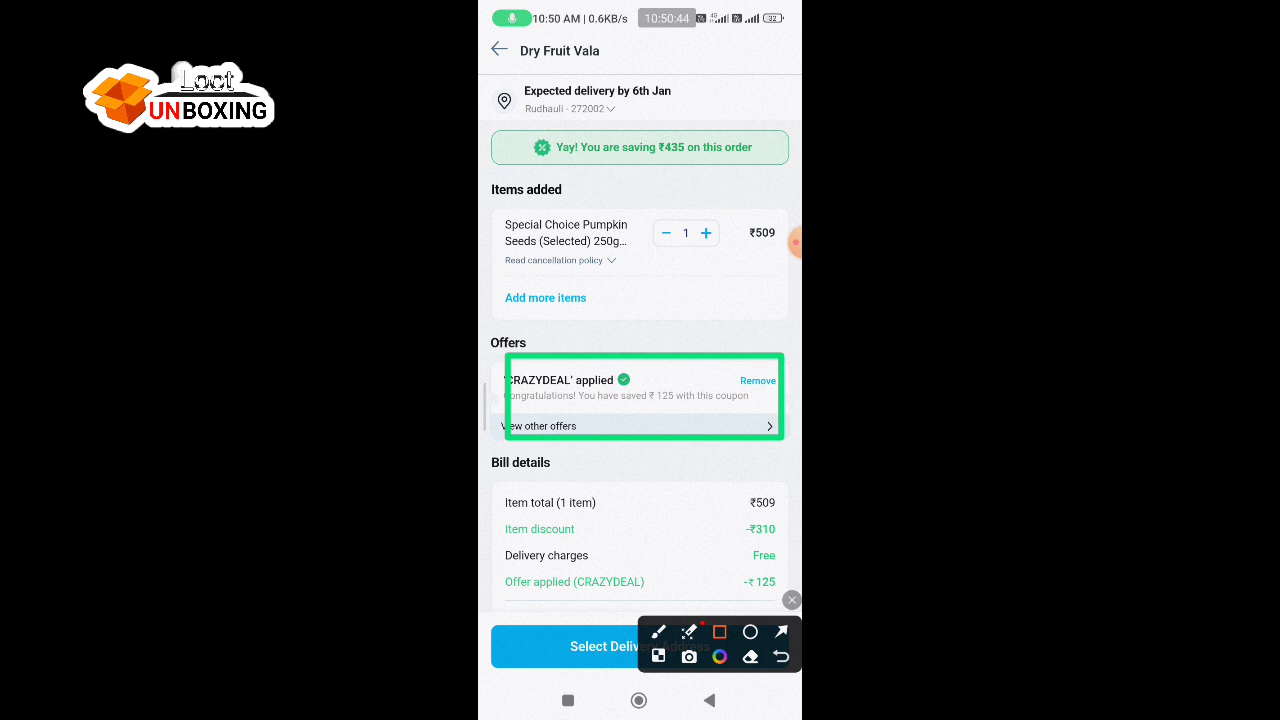 Loot
UNBOXING
10:50 AM | 0.6KB/s 10:50:44 4G 32
Dry Fruit Vala
Expected delivery by 6th Jan
Rudhauli - 272002
Yay! You are saving ₹435 on this order
Items added
Special Choice Pumpkin
Seeds (Selected) 250g...
1
₹509
Read cancellation policy
Add more items
Offers
'CRAZYDEAL' applied
Remove
Congratulations! You have saved ₹ 125 with this coupon
View other offers
Bill details
Item total (1 item) ₹509
Item discount -₹310
Delivery charges Free
Offer applied (CRAZYDEAL) -₹ 125
Select Delivery Address